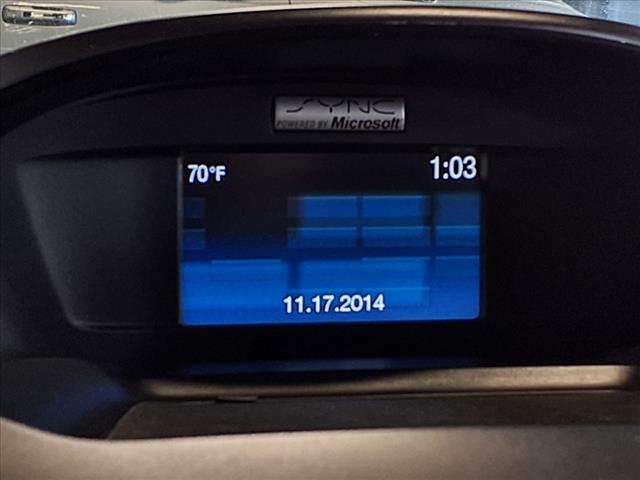 SYNC
POWERED BY Microsoft
70°F 1:03
11.17.2014